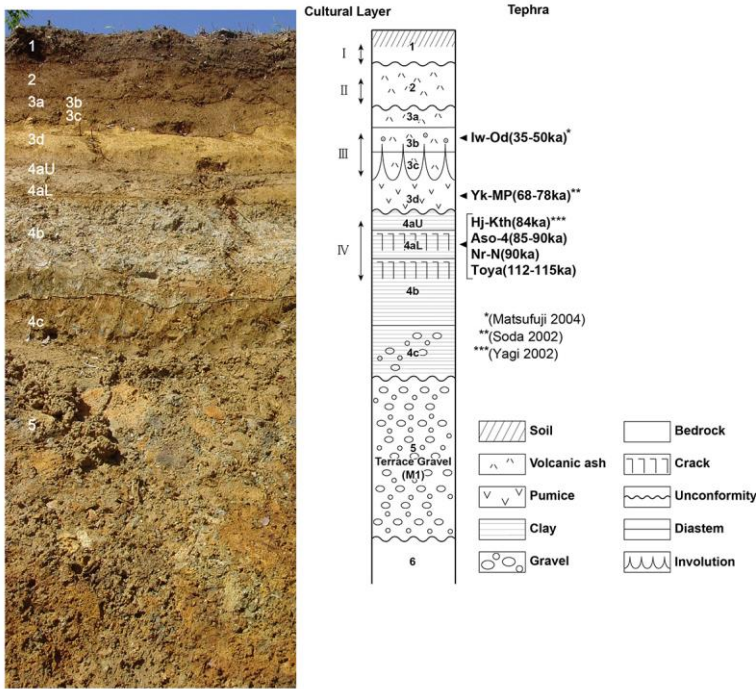 Cultural Layer
Tephra
1
2
3a 3b
3c
3d
4aU
4aL
4b
4c
5
I
II
III
IV
1
2
3a
3b
3c
3d
4aU
4aL
4b
4c
5
Terrace Gravel
(M1)
6
Iw-Od(35-50ka)*
Yk-MP(68-78ka)**
Hj-Kth(84ka)***
Aso-4(85-90ka)
Nr-N(90ka)
Toya(112-115ka)
*(Matsufuji 2004)
**(Soda 2002)
***(Yagi 2002)
Soil
Volcanic ash
Pumice
Clay
Gravel
Bedrock
Crack
Unconformity
Diastem
Involution